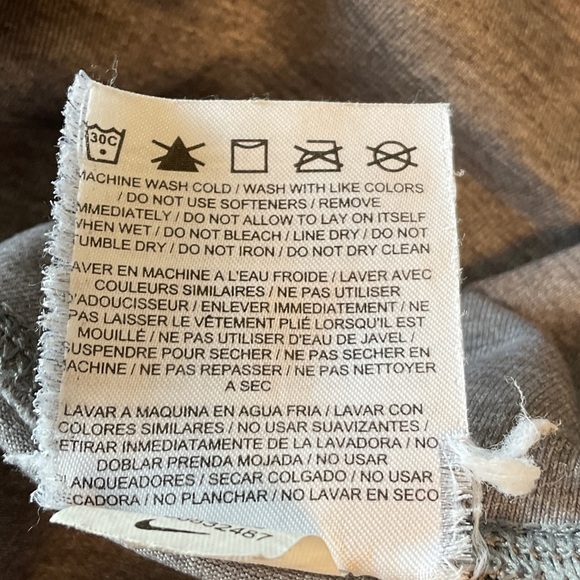 30C
MACHINE WASH COLD / WASH WITH LIKE COLORS
/ DO NOT USE SOFTENERS / REMOVE
IMMEDIATELY / DO NOT ALLOW TO LAY ON ITSELF
WHEN WET / DO NOT BLEACH / LINE DRY / DO NOT
TUMBLE DRY / DO NOT IRON / DO NOT DRY CLEAN
LAVER EN MACHINE A L'EAU FROIDE / LAVER AVEC
COULEURS SIMILAIRES / NE PAS UTILISER
D'ADOUCISSEUR / ENLEVER IMMÉDIATEMENT / NE
PAS LAISSER LE VÊTEMENT PLIÉ LORSQU'IL EST
MOUILLÉ / NE PAS UTILISER D'EAU DE JAVEL /
SUSPENDRE POUR SECHER / NE PAS SECHER EN
MACHINE / NE PAS REPASSER / NE PAS NETTOYER
A SEC
LAVAR A MAQUINA EN AGUA FRIA / LAVAR CON
COLORES SIMILARES / NO USAR SUAVIZANTES /
RETIRAR INMEDIATAMENTE DE LA LAVADORA / NO
DOBLAR PRENDA MOJADA / NO USAR
BLANQUEADORES / SECAR COLGADO / NO USAR
SECADORA / NO PLANCHAR / NO LAVAR EN SECO